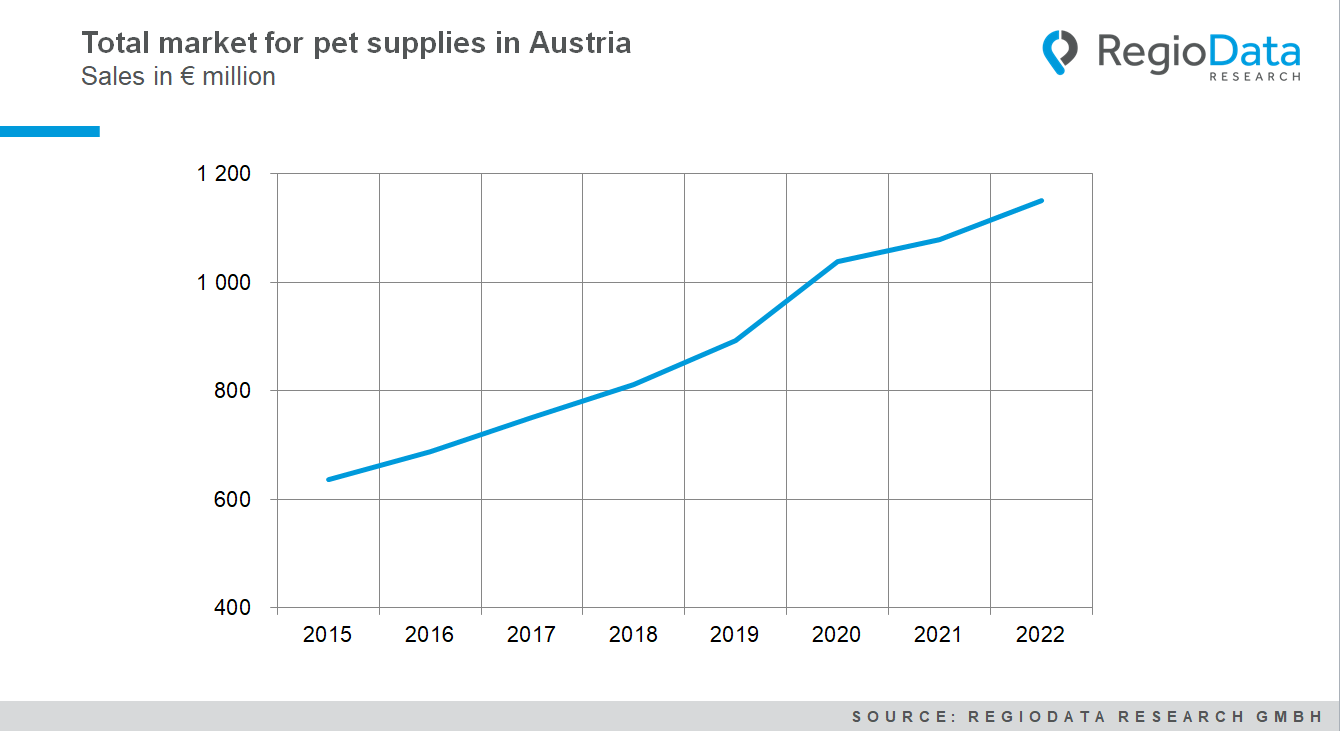 Total market for pet supplies in Austria
Sales in € million
RegioData
RESEARCH
1 200
1 000
800
600
400
2015 2016 2017 2018 2019 2020 2021 2022
SOURCE: REGIODATA RESEARCH GMBH